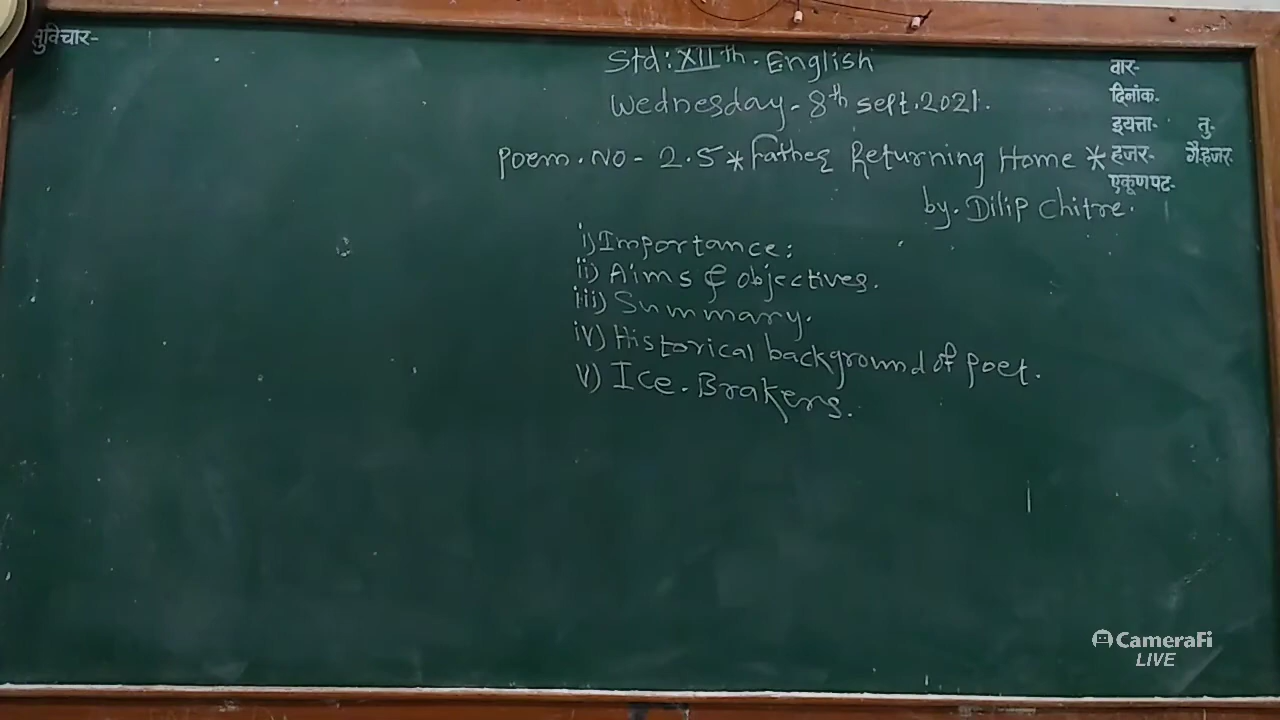 सुविचार-
Std: XIIth. English
Wednesday- 8th sept.2021.
Poem.No- 2.5 * Father Returning Home *
by. Dilip Chitre.
i) Importance:
ii) Aims & objectives.
iii) Summary.
iv) Historical background of poet.
v) Ice. Brakers.
वार-
दिनांक-
इयत्ता- तु-
हजर- गैहजर-
एकूणपट-
CameraFi
LIVE